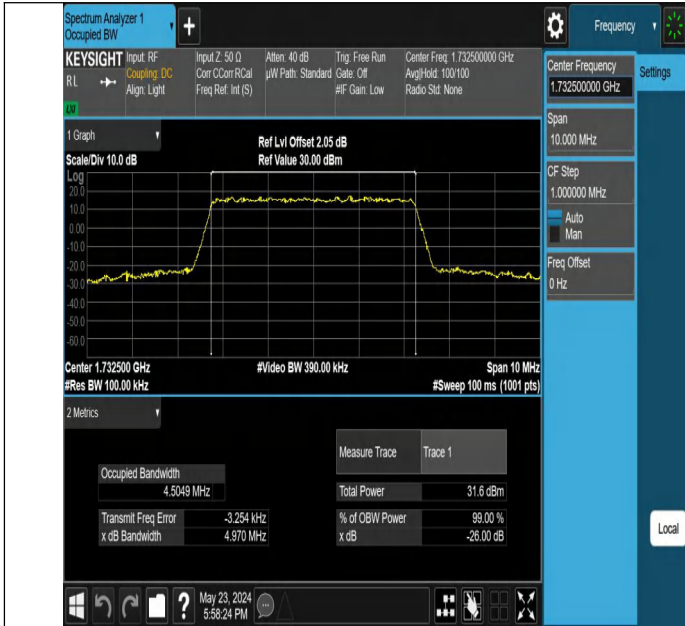 Spectrum Analyzer 1
Occupied BW
+
Frequency
KEYSIGHT
RL
Input: RF
Coupling: DC
Align: Light
Input Z: 50 Ω
Corr CCorr RCal
Freq Ref: Int (S)
Atten: 40 dB
µW Path: Standard
Trig: Free Run
Gate: Off
#IF Gain: Low
Center Freq: 1.732500000 GHz
Avg|Hold: 100/100
Radio Std: None
LXI
Center Frequency
1.732500000 GHz
Settings
Span
10.000 MHz
CF Step
1.000000 MHz
Auto
Man
Freq Offset
0 Hz
Local
1 Graph
Scale/Div 10.0 dB
Ref Lvl Offset 2.05 dB
Ref Value 30.00 dBm
Log
20.0
10.0
0.00
-10.0
-20.0
-30.0
-40.0
-50.0
-60.0
Center 1.732500 GHz
#Video BW 390.00 kHz
Span 10 MHz
#Res BW 100.00 kHz
#Sweep 100 ms (1001 pts)
2 Metrics
Measure Trace Trace 1
Occupied Bandwidth
4.5049 MHz
Total Power 31.6 dBm
Transmit Freq Error -3.254 kHz
% of OBW Power 99.00 %
x dB Bandwidth 4.970 MHz
x dB -26.00 dB
?
May 23, 2024
5:58:24 PM